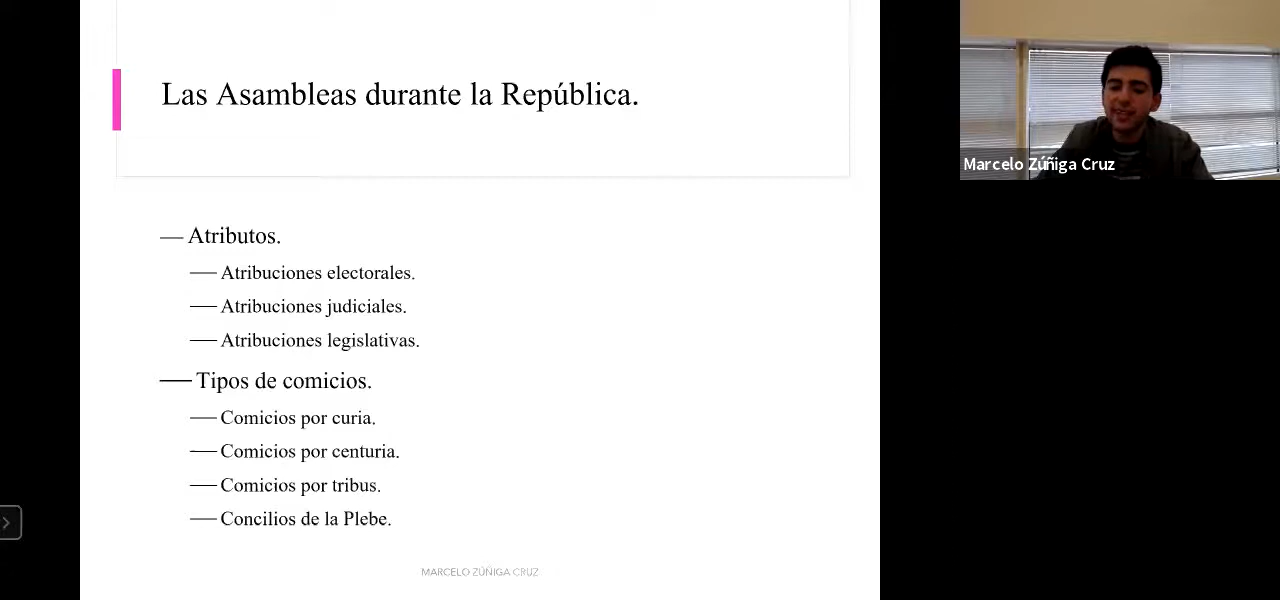 Las Asambleas durante la República.
— Atributos.
— Atribuciones electorales.
— Atribuciones judiciales.
— Atribuciones legislativas.
— Tipos de comicios.
— Comicios por curia.
— Comicios por centuria.
— Comicios por tribus.
— Concilios de la Plebe.
MARCELO ZÚÑIGA CRUZ
Marcelo Zúñiga Cruz